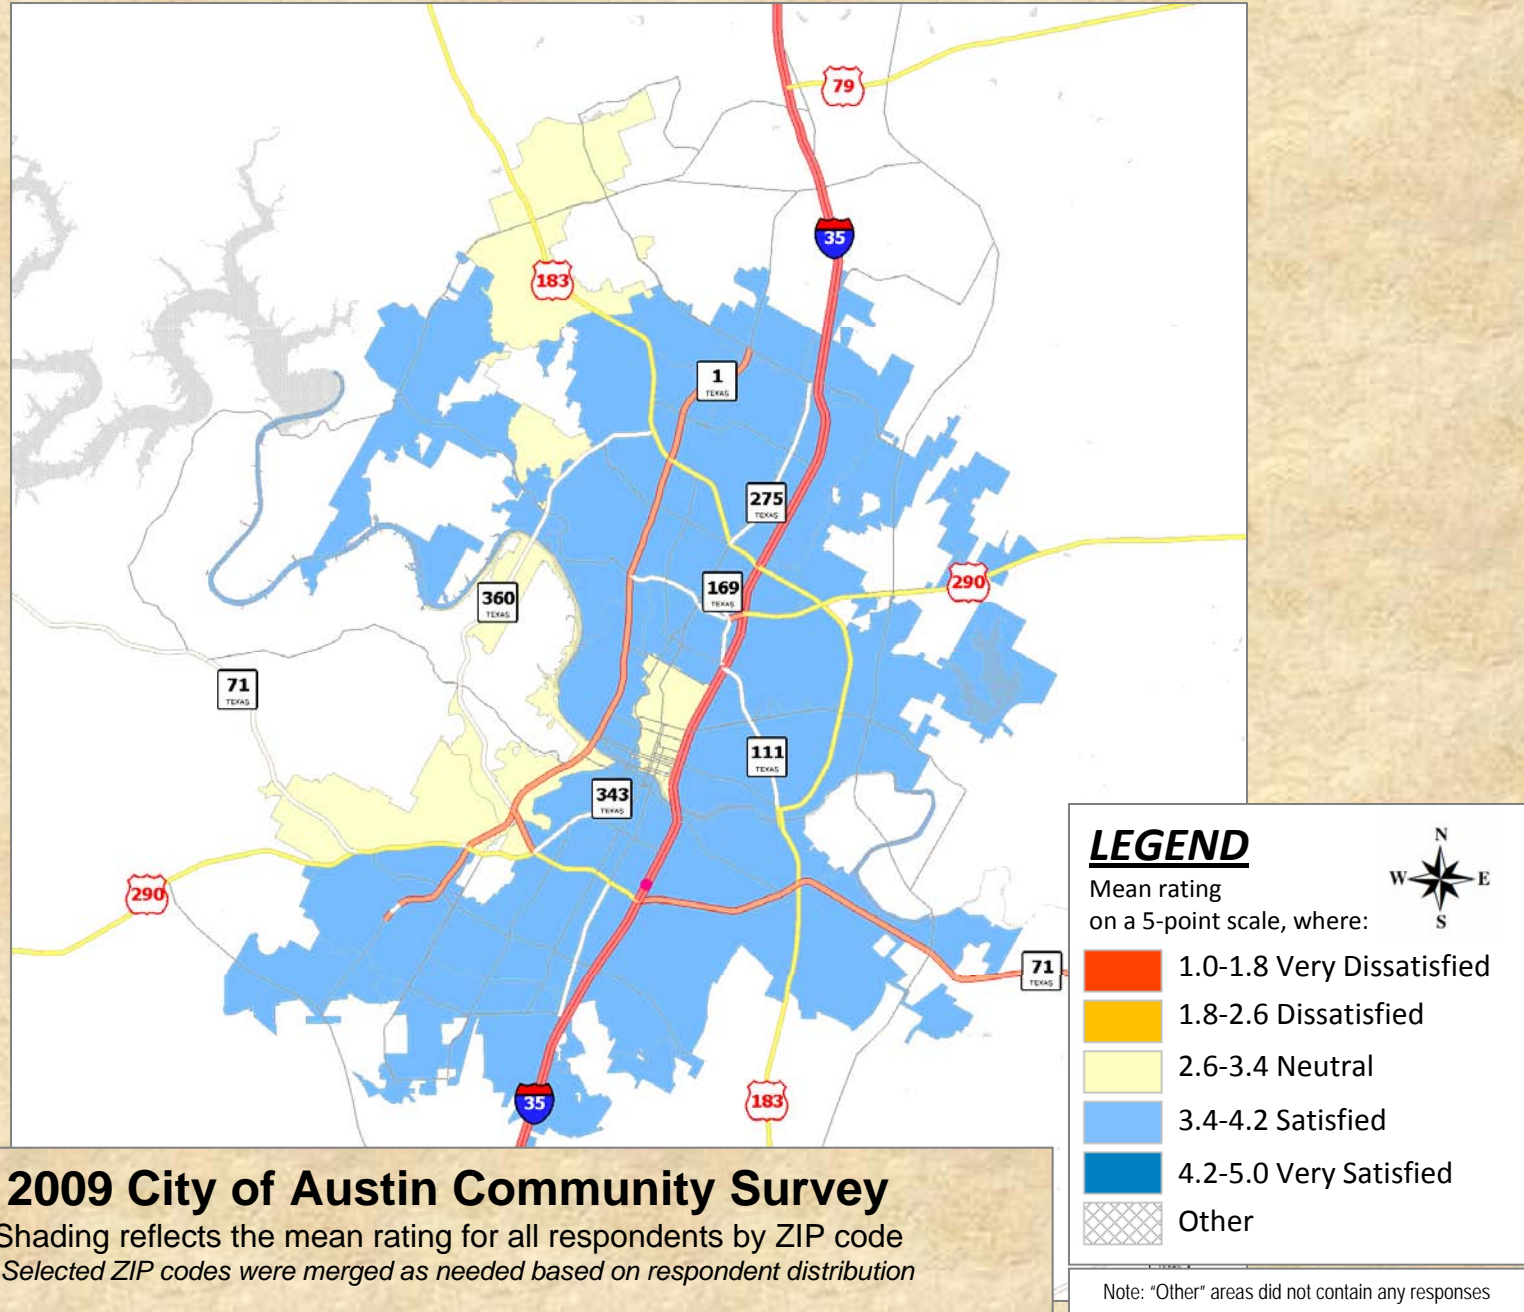 79
35
183
1
TEXAS
275
TEXAS
169
TEXAS
290
360
TEXAS
71
TEXAS
111
TEXAS
343
TEXAS
290
71
TEXAS
35
183
LEGEND
Mean rating
on a 5-point scale, where:
N
W E
S
1.0-1.8 Very Dissatisfied
1.8-2.6 Dissatisfied
2.6-3.4 Neutral
3.4-4.2 Satisfied
4.2-5.0 Very Satisfied
Other
Note: "Other" areas did not contain any responses
2009 City of Austin Community Survey
Shading reflects the mean rating for all respondents by ZIP code
Selected ZIP codes were merged as needed based on respondent distribution